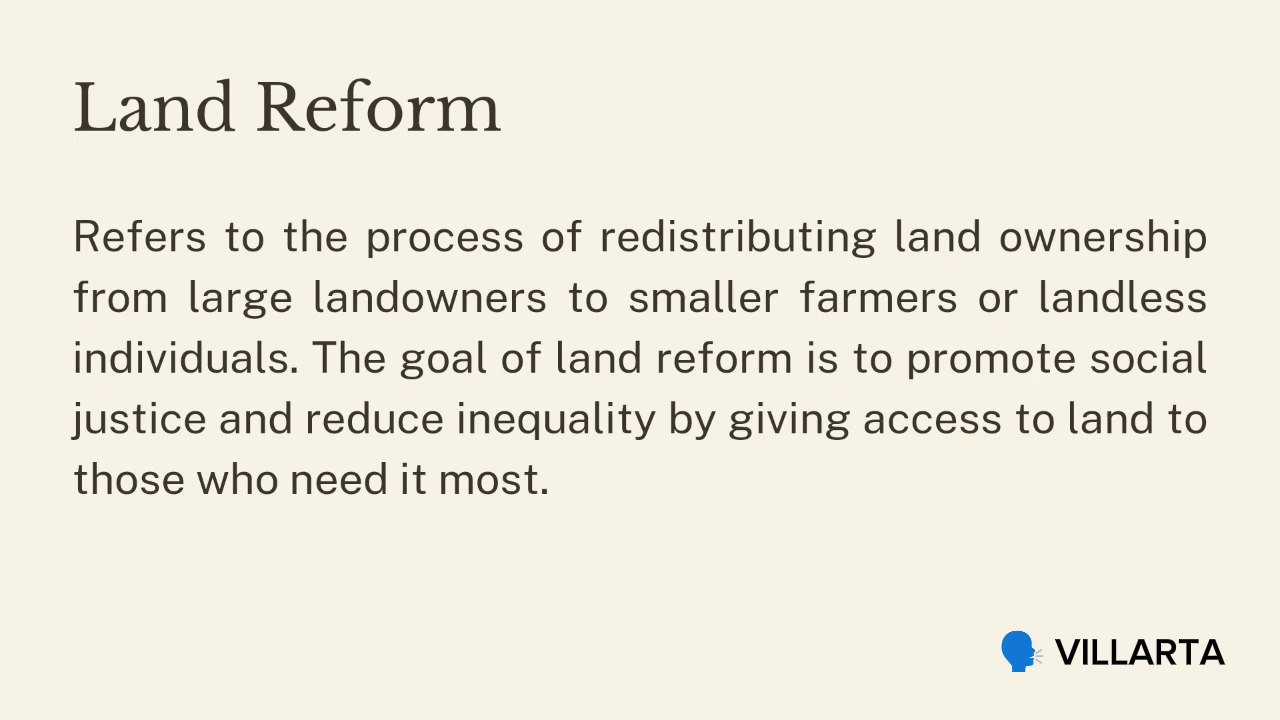 Land Reform
Refers to the process of redistributing land ownership
from large landowners to smaller farmers or landless
individuals. The goal of land reform is to promote social
justice and reduce inequality by giving access to land to
those who need it most.
VILLARTA